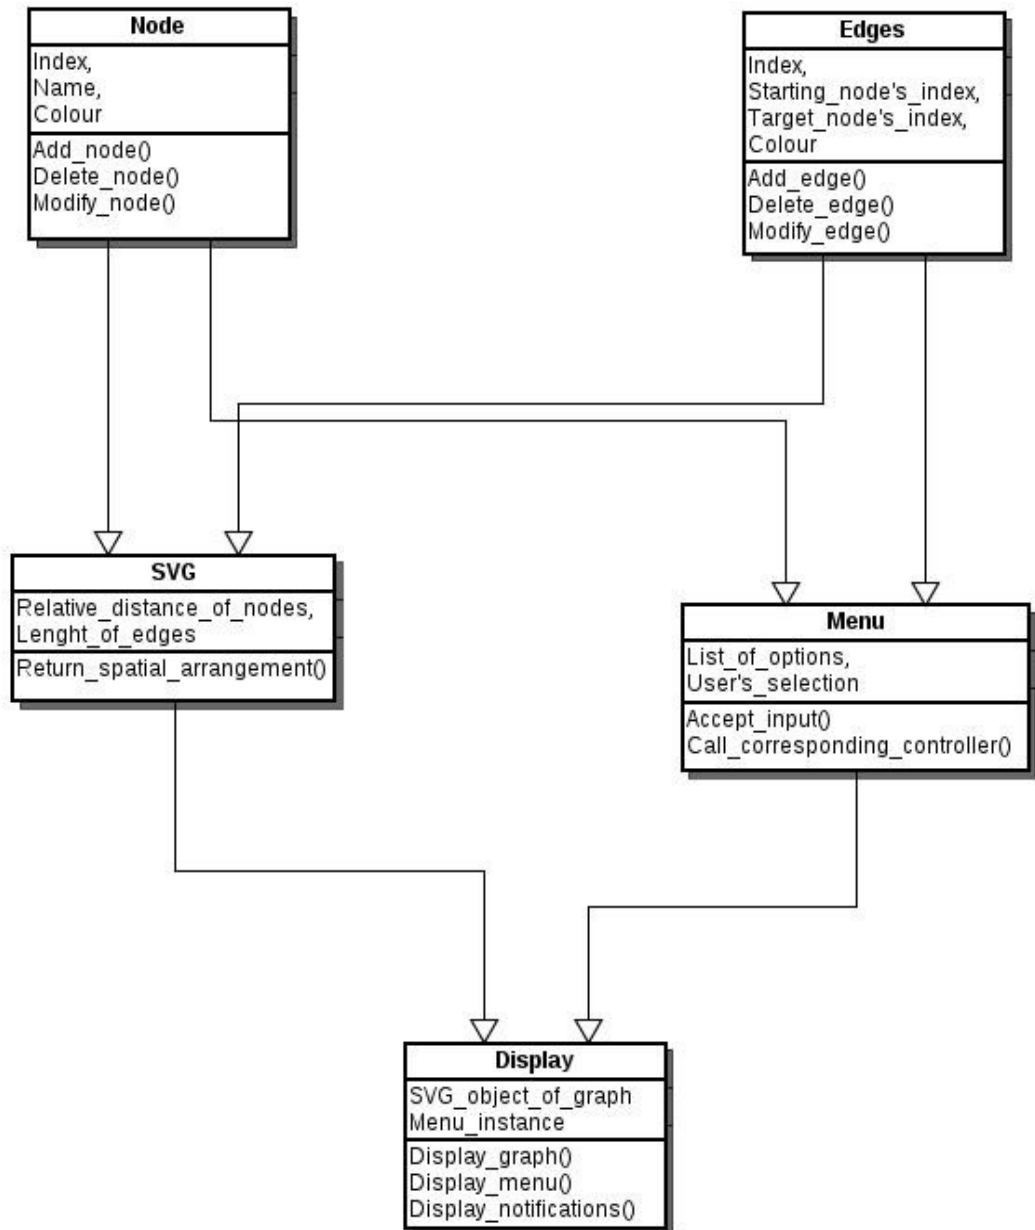 Node
Index,
Name,
Colour
Add_node()
Delete_node()
Modify_node()
Edges
Index,
Starting_node's_index,
Target_node's_index,
Colour
Add_edge()
Delete_edge()
Modify_edge()
SVG
Relative_distance_of_nodes,
Lenght_of_edges
Return_spatial_arrangement()
Menu
List_of_options,
User's_selection
Accept_input()
Call_corresponding_controller()
Display
SVG_object_of_graph
Menu_instance
Display_graph()
Display_menu()
Display_notifications()